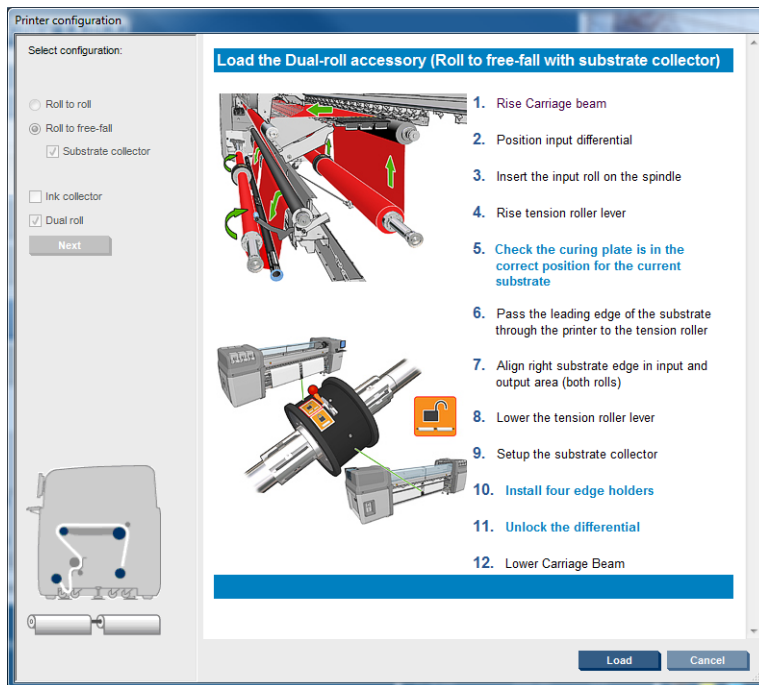 Printer configuration
Select configuration:
Roll to roll
Roll to free-fall
Substrate collector
Ink collector
Dual roll
Next
Load the Dual-roll accessory (Roll to free-fall with substrate collector)
1. Rise Carriage beam
2. Position input differential
3. Insert the input roll on the spindle
4. Rise tension roller lever
5. Check the curing plate is in the
correct position for the current
substrate
6. Pass the leading edge of the substrate
through the printer to the tension roller
7. Align right substrate edge in input and
output area (both rolls)
8. Lower the tension roller lever
9. Setup the substrate collector
10. Install four edge holders
11. Unlock the differential
12. Lower Carriage Beam
Load
Cancel